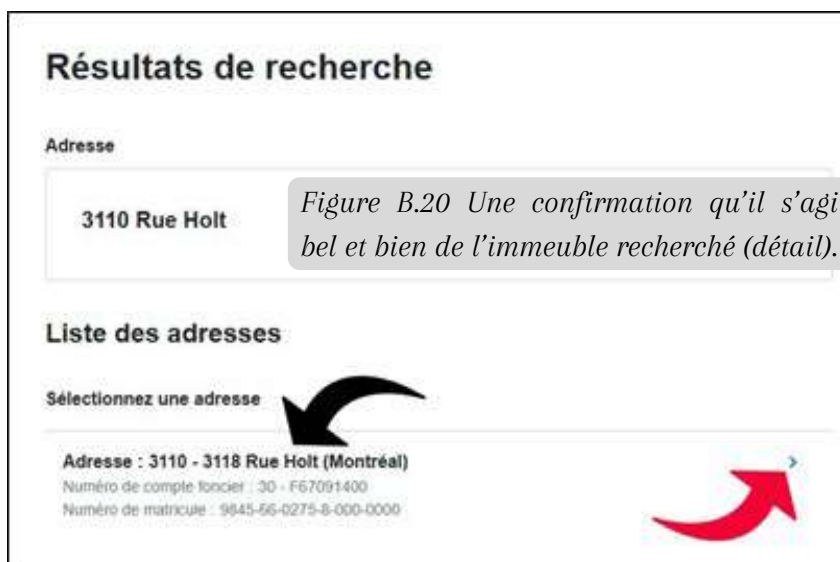 Résultats de recherche
Adresse
3110 Rue Holt
Figure B.20 Une confirmation qu'il s'agi
bel et bien de l'immeuble recherché (détail).
Liste des adresses
Sélectionnez une adresse
Adresse : 3110 - 3118 Rue Holt (Montréal)
Numéro de compte foncier : 30 - F67091400
Numéro de matricule : 9845-66-0275-8-000-0000